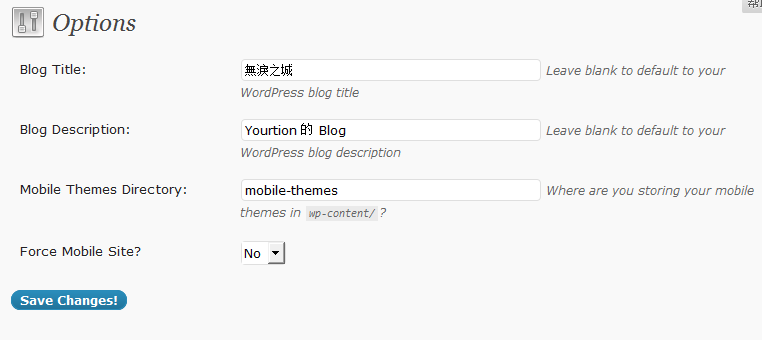 帮助
Options
Blog Title: 無淚之城 Leave blank to default to your
WordPress blog title
Blog Description: Yourtion 的 Blog Leave blank to default to your
WordPress blog description
Mobile Themes Directory: mobile-themes Where are you storing your mobile
themes in wp-content/ ?
Force Mobile Site? No
Save Changes!